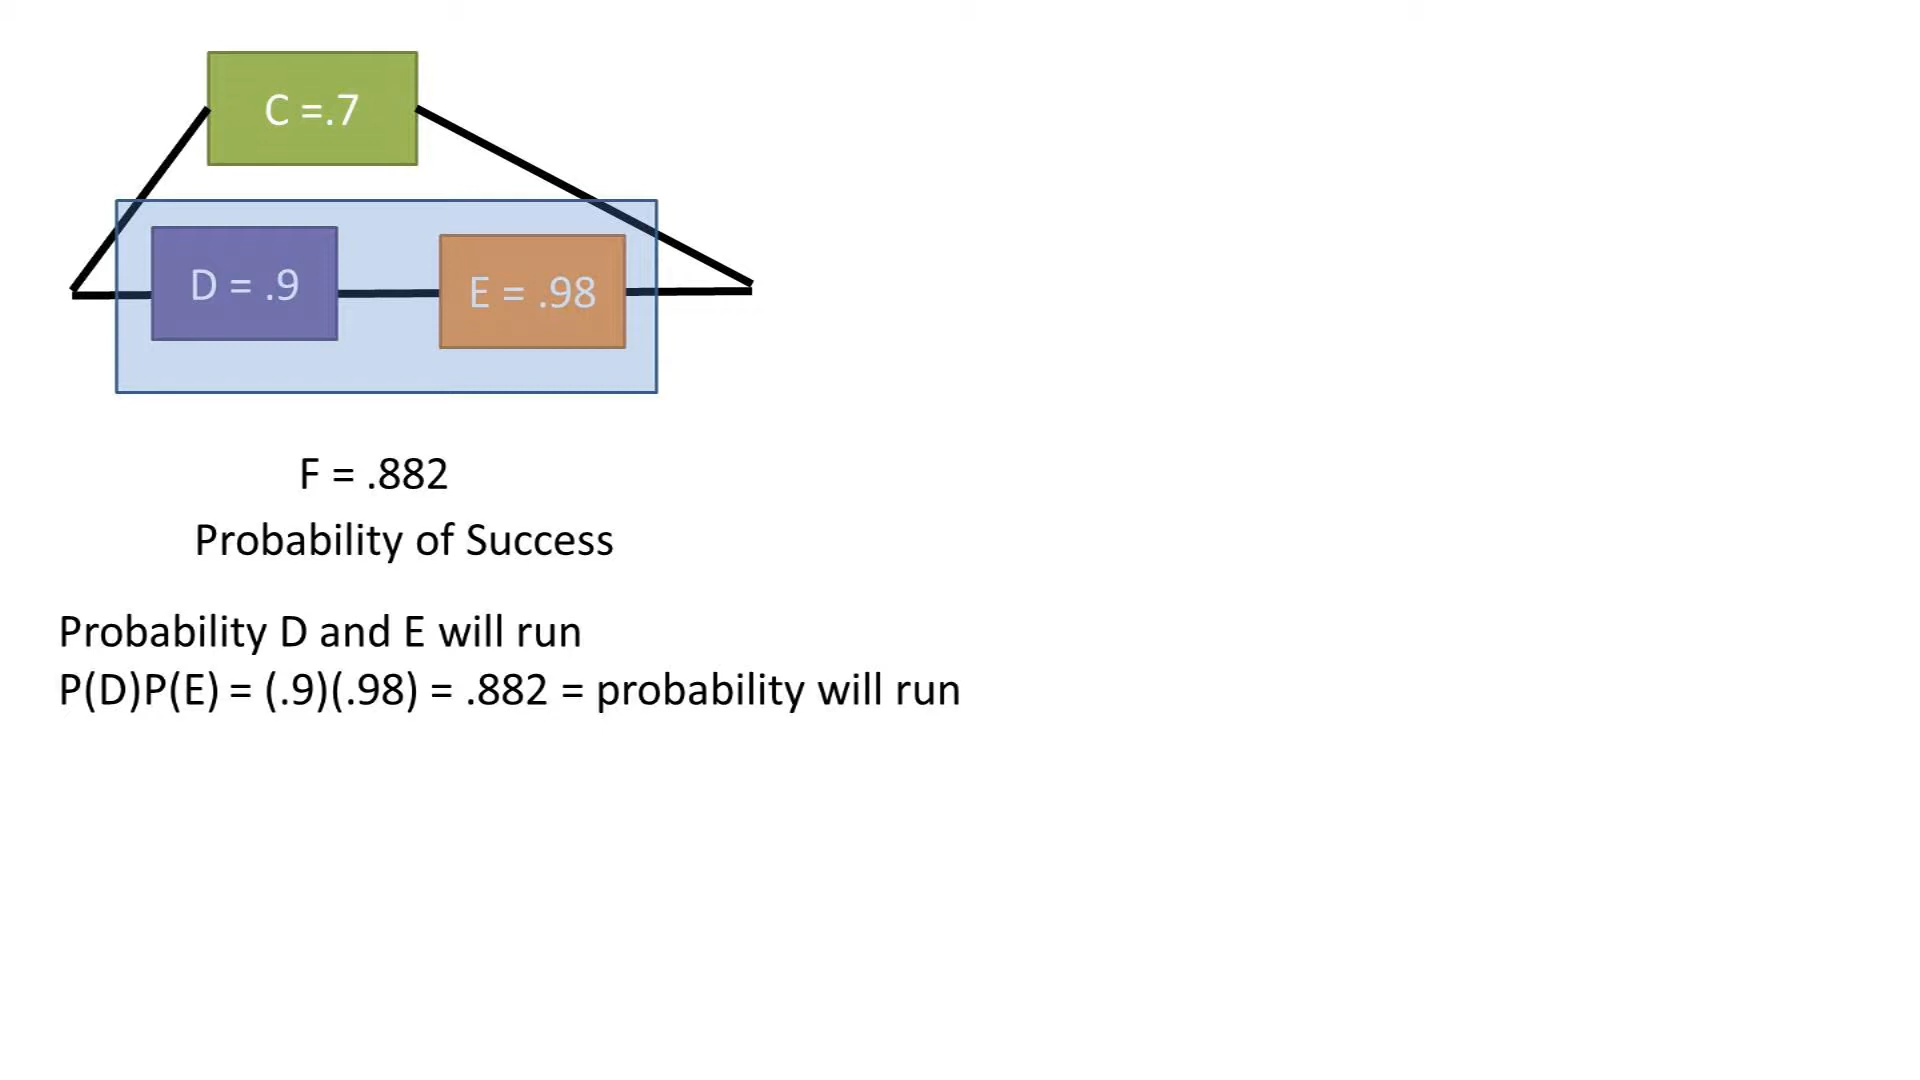 C =.7
D = .9
E = .98
F = .882
Probability of Success
Probability D and E will run
P(D)P(E) = (.9)(.98) = .882 = probability will run